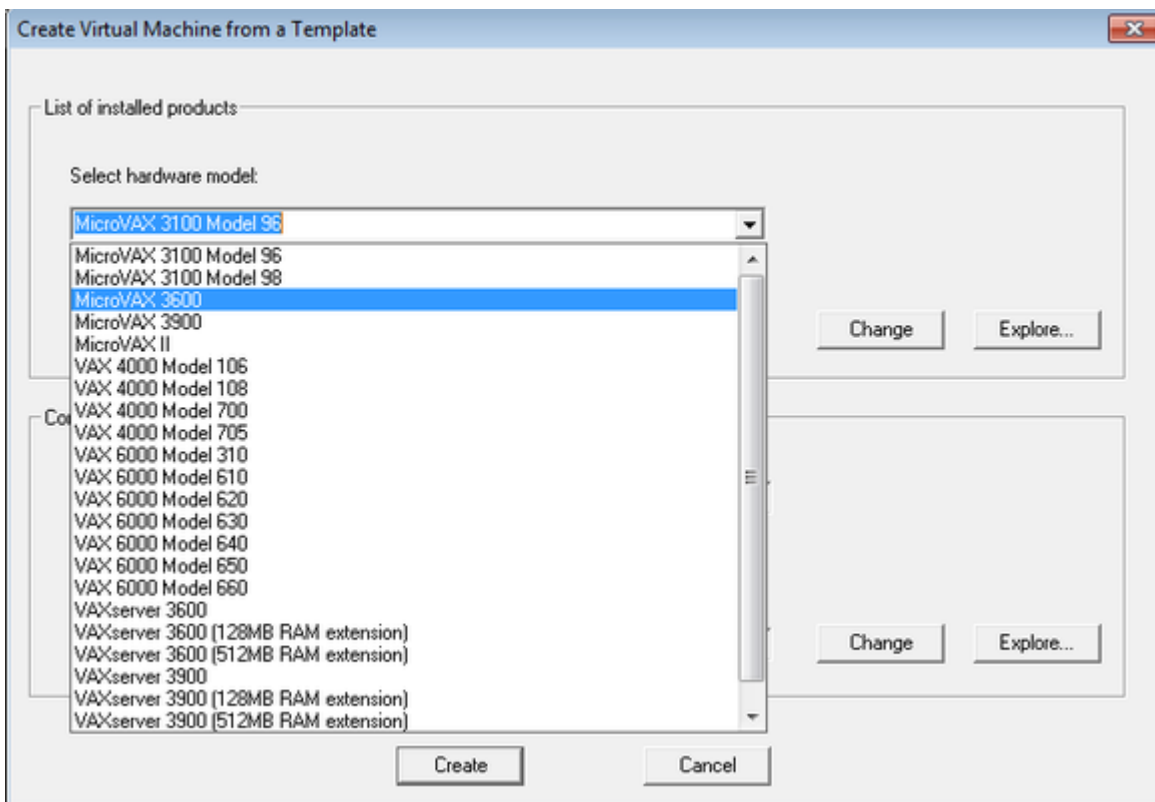 Create Virtual Machine from a Template
List of installed products
Select hardware model:
MicroVAX 3100 Model 96
MicroVAX 3100 Model 96
MicroVAX 3100 Model 98
MicroVAX 3600
MicroVAX 3900
MicroVAX II
VAX 4000 Model 106
VAX 4000 Model 108
VAX 4000 Model 700
VAX 4000 Model 705
VAX 6000 Model 310
VAX 6000 Model 610
VAX 6000 Model 620
VAX 6000 Model 630
VAX 6000 Model 640
VAX 6000 Model 650
VAX 6000 Model 660
VAXserver 3600
VAXserver 3600 (128MB RAM extension)
VAXserver 3600 (512MB RAM extension)
VAXserver 3900
VAXserver 3900 (128MB RAM extension)
VAXserver 3900 (512MB RAM extension)
Change Explore...
Change Explore...
Create Cancel